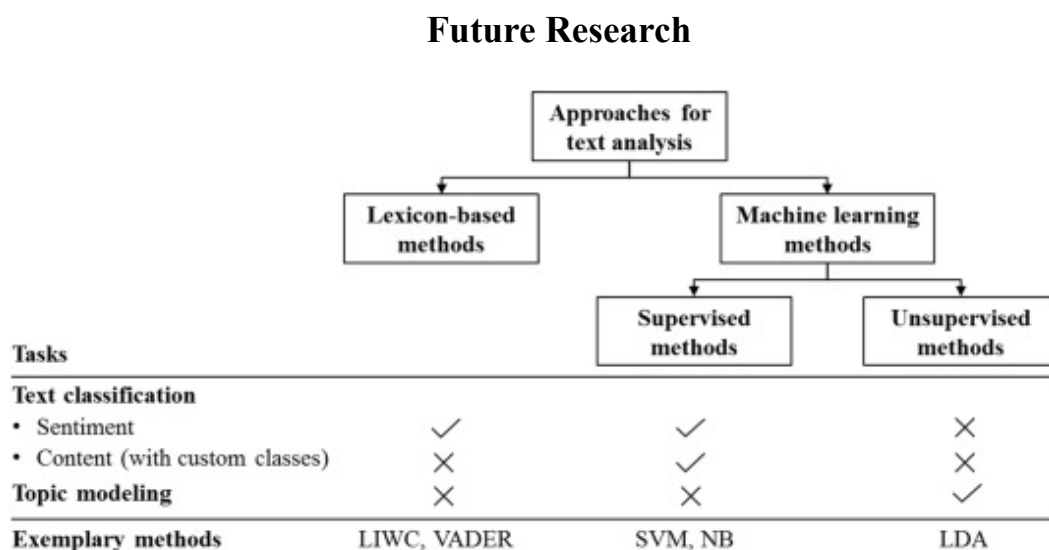 Future Research
Approaches for
text analysis
Lexicon-based
methods
Machine learning
methods
Supervised
methods
Unsupervised
methods
Tasks
Text classification
• Sentiment
• Content (with custom classes)
Topic modeling
Exemplary methods LIWC, VADER SVM, NB LDA